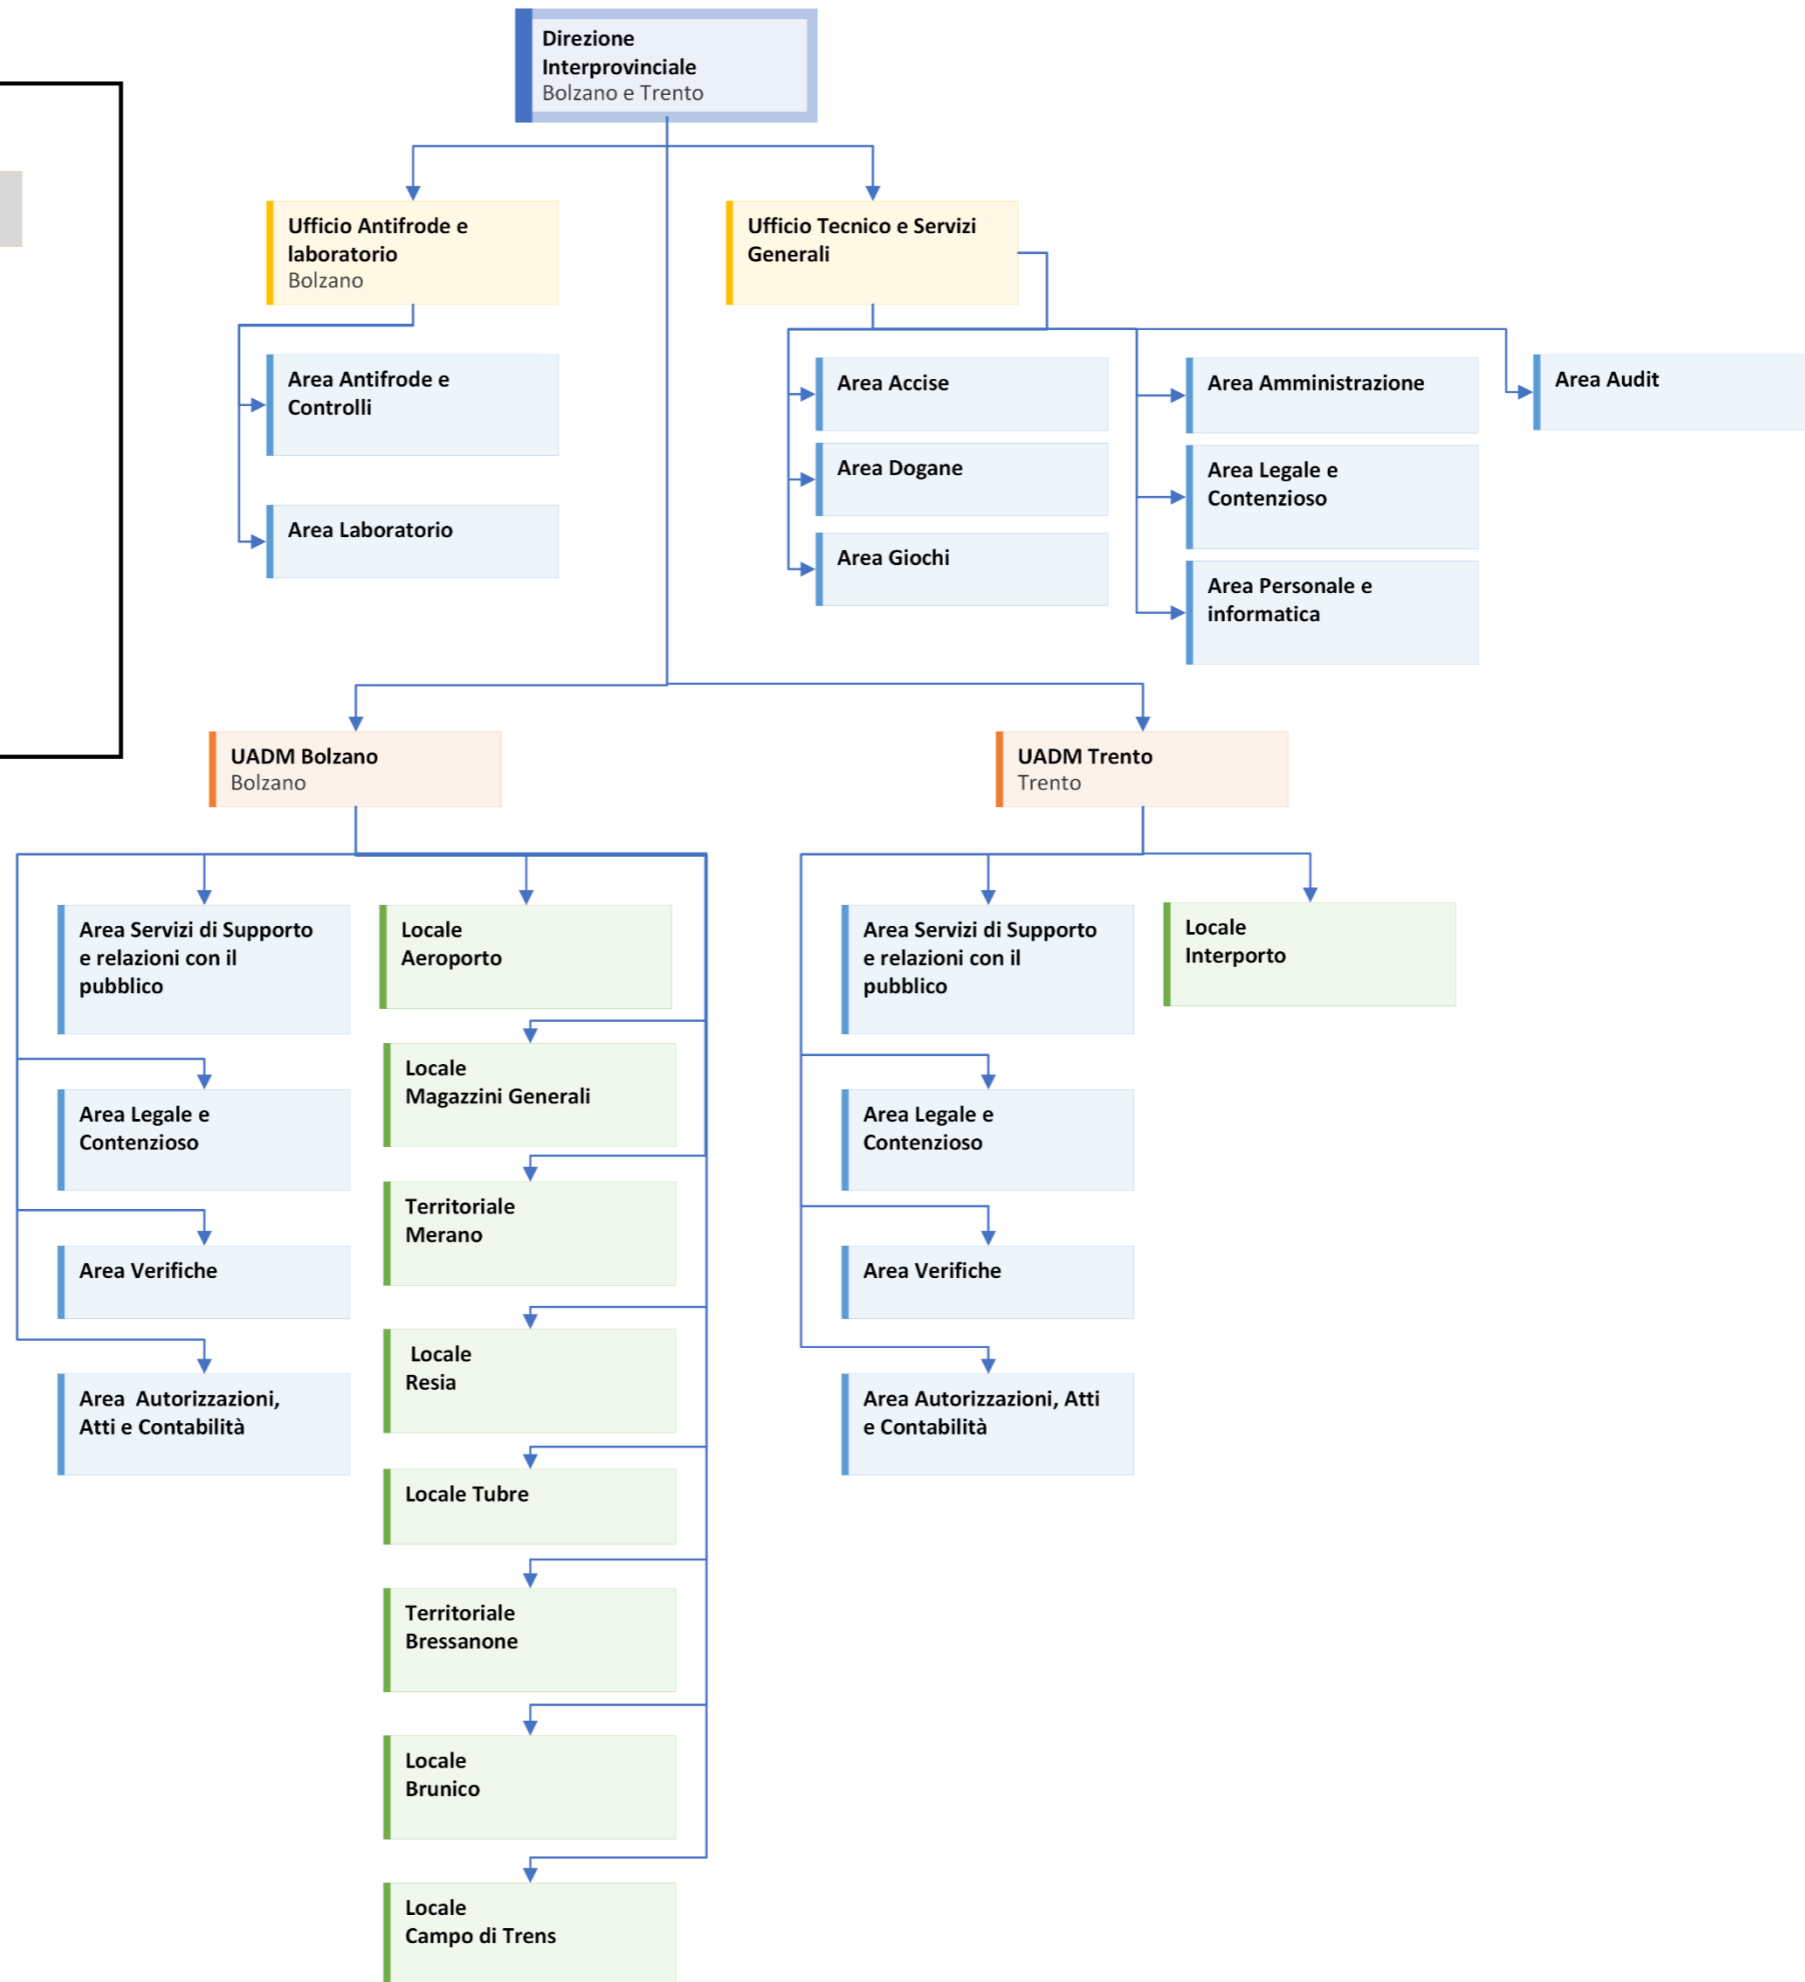 Direzione
Interprovinciale
Bolzano e Trento
Ufficio Antifrode e
laboratorio
Bolzano
Ufficio Tecnico e Servizi
Generali
Area Antifrode e
Controlli
Area Laboratorio
Area Accise
Area Dogane
Area Giochi
Area Amministrazione
Area Legale e
Contenzioso
Area Personale e
informatica
Area Audit
UADM Bolzano
Bolzano
UADM Trento
Trento
Area Servizi di Supporto
e relazioni con il
pubblico
Area Legale e
Contenzioso
Area Verifiche
Area  Autorizzazioni,
Atti e Contabilità
Locale
Aeroporto
Locale
Magazzini Generali
Territoriale
Merano
Locale
Resia
Locale Tubre
Territoriale
Bressanone
Locale
Brunico
Locale
Campo di Trens
Area Servizi di Supporto
e relazioni con il
pubblico
Area Legale e
Contenzioso
Area Verifiche
Area Autorizzazioni, Atti
e Contabilità
Locale
Interporto